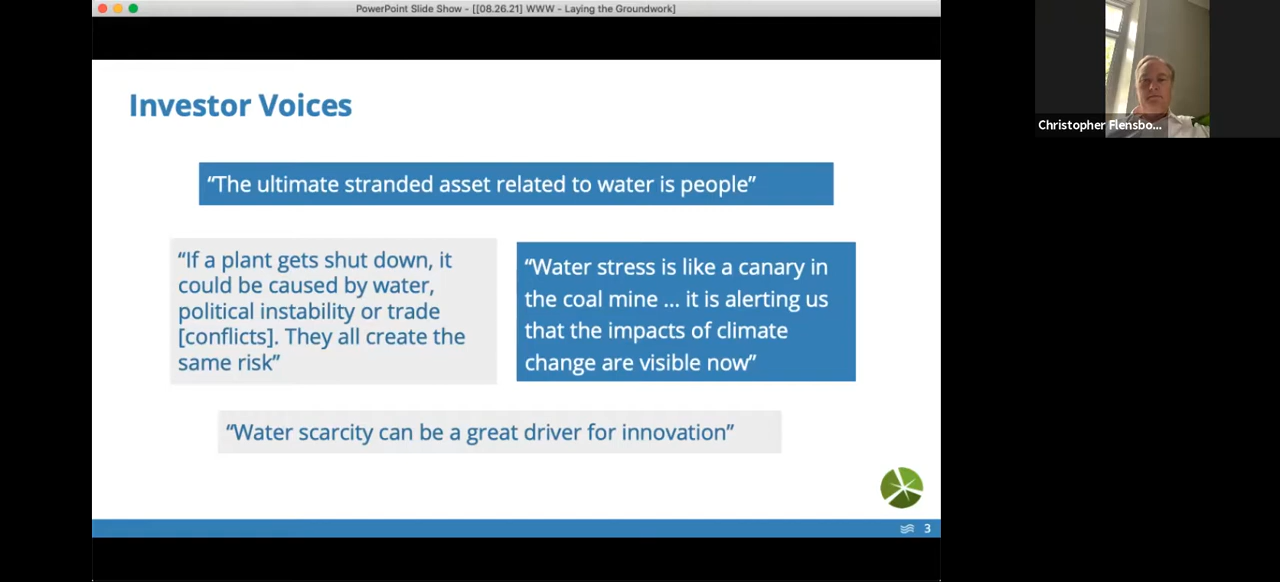 PowerPoint Slide Show - [[08.26.21] WWW - Laying the Groundwork]
Investor Voices
“The ultimate stranded asset related to water is people”
“If a plant gets shut down, it
could be caused by water,
political instability or trade
[conflicts]. They all create the
same risk”
“Water stress is like a canary in
the coal mine ... it is alerting us
that the impacts of climate
change are visible now”
“Water scarcity can be a great driver for innovation”
3
Christopher Flensbo...